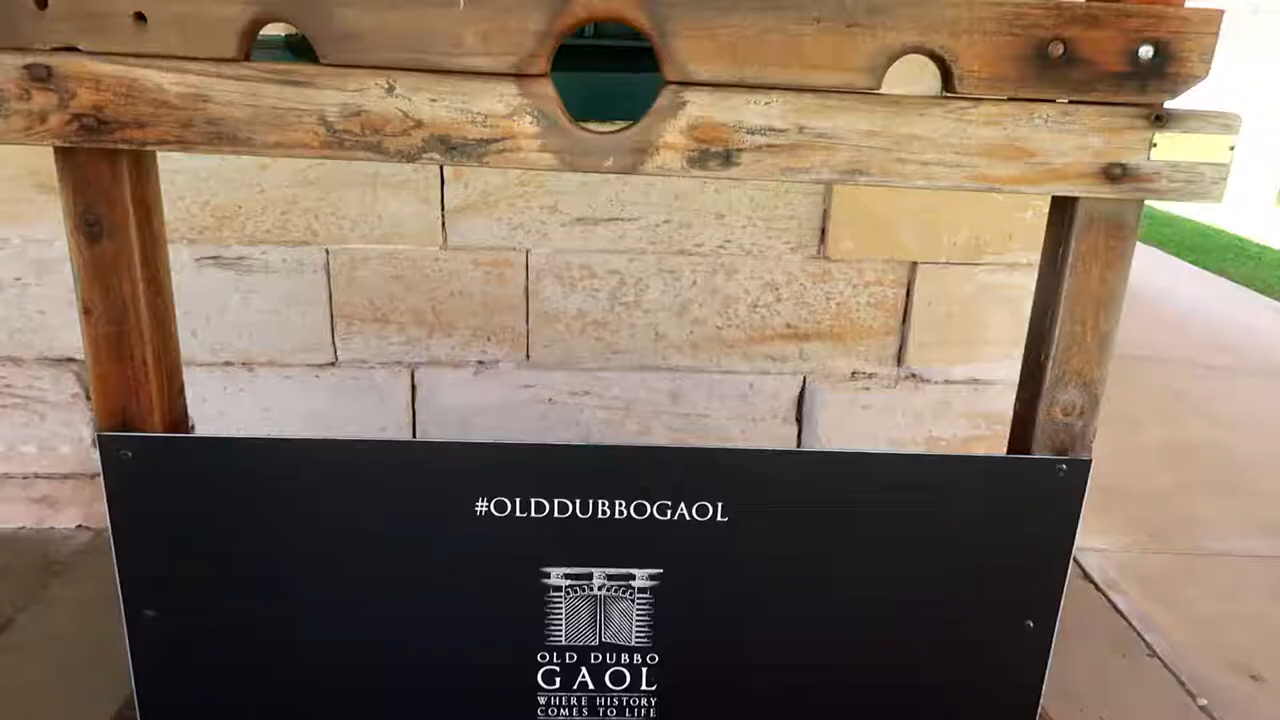 #OLDDUBBOGAOL
OLD DUBBO
GAOL
WHERE HISTORY
COMES TO LIFE